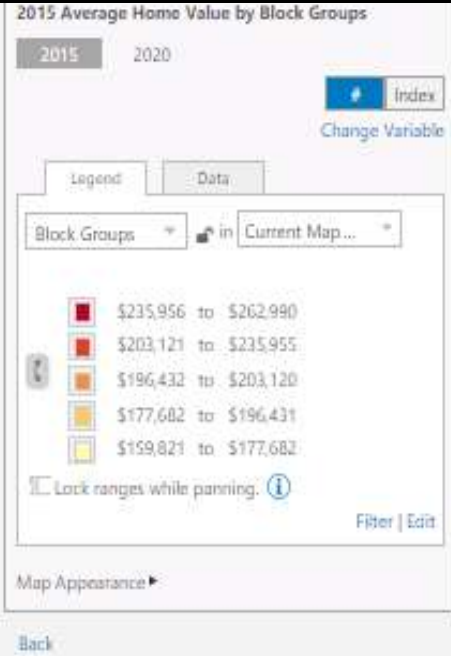 2015 Average Home Value by Block Groups
2015 2020
# Index
Change Variable
Legend Data
Block Groups in Current Map ...
$235,956 to $262,990
$203,121 to $235,955
$196,432 to $203,120
$177,682 to $196,431
$159,821 to $177,682
Lock ranges while panning. i
Filter | Edit
Map Appearance
Back